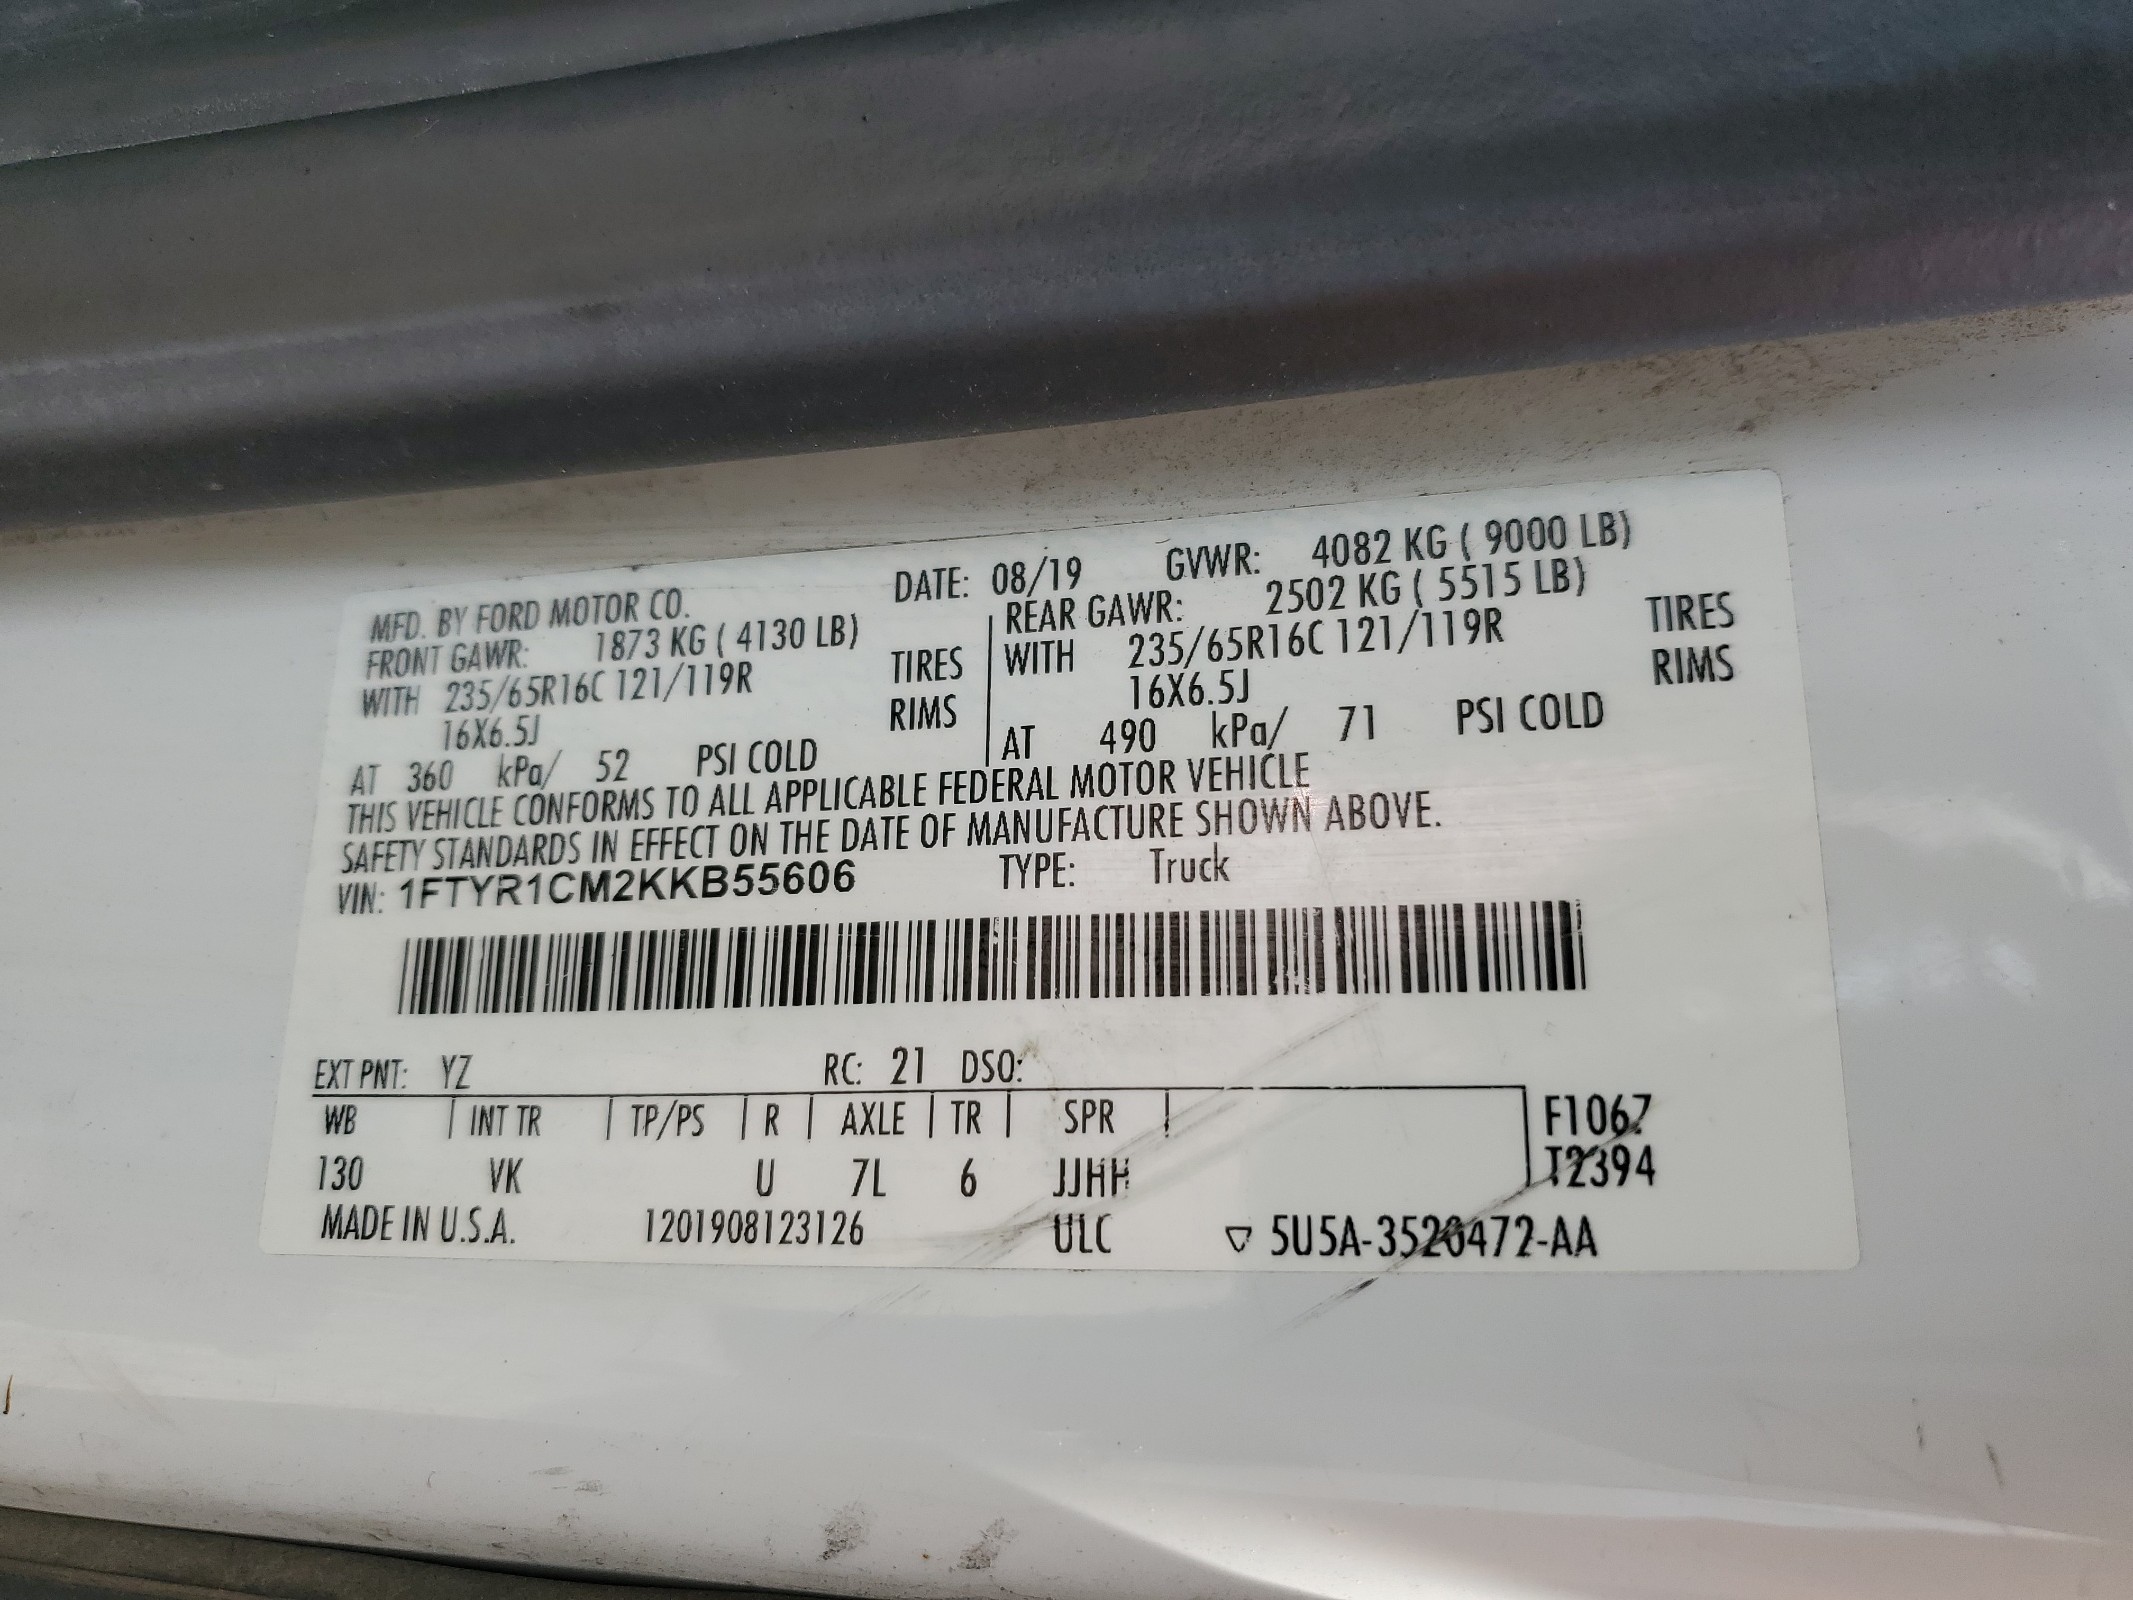 MFD. BY FORD MOTOR CO. DATE: 08/19 GVWR: 4082 KG ( 9000 LB)
FRONT GAWR: 1873 KG ( 4130 LB) REAR GAWR: 2502 KG ( 5515 LB)
WITH 235/65R16C 121/119R TIRES WITH 235/65R16C 121/119R TIRES
16X6.5J RIMS 16X6.5J RIMS
AT 360 kPa/ 52 PSI COLD AT 490 kPa/ 71 PSI COLD
THIS VEHICLE CONFORMS TO ALL APPLICABLE FEDERAL MOTOR VEHICLE
SAFETY STANDARDS IN EFFECT ON THE DATE OF MANUFACTURE SHOWN ABOVE.
VIN: 1FTYR1CM2KKB55606 TYPE: Truck
EXT PNT: YZ RC: 21 DSO:
WB | INT TR | TP/PS | R | AXLE | TR | SPR | F1067
130 VK U 7L 6 JJHH T2394
MADE IN U.S.A. 1201908123126 ULC ▽ 5U5A-3520472-AA